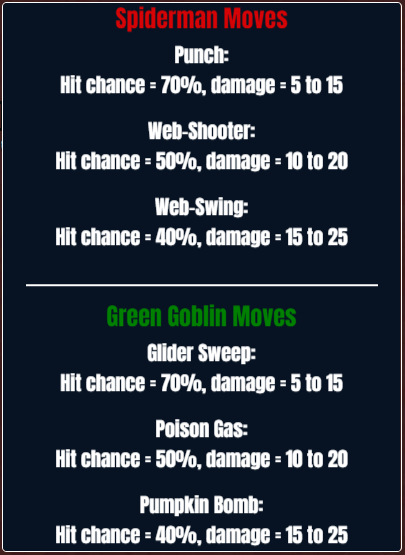 Spiderman Moves
Punch:
Hit chance = 70%, damage = 5 to 15
Web-Shooter:
Hit chance = 50%, damage = 10 to 20
Web-Swing:
Hit chance = 40%, damage = 15 to 25
Green Goblin Moves
Glider Sweep:
Hit chance = 70%, damage = 5 to 15
Poison Gas:
Hit chance = 50%, damage = 10 to 20
Pumpkin Bomb:
Hit chance = 40%, damage = 15 to 25